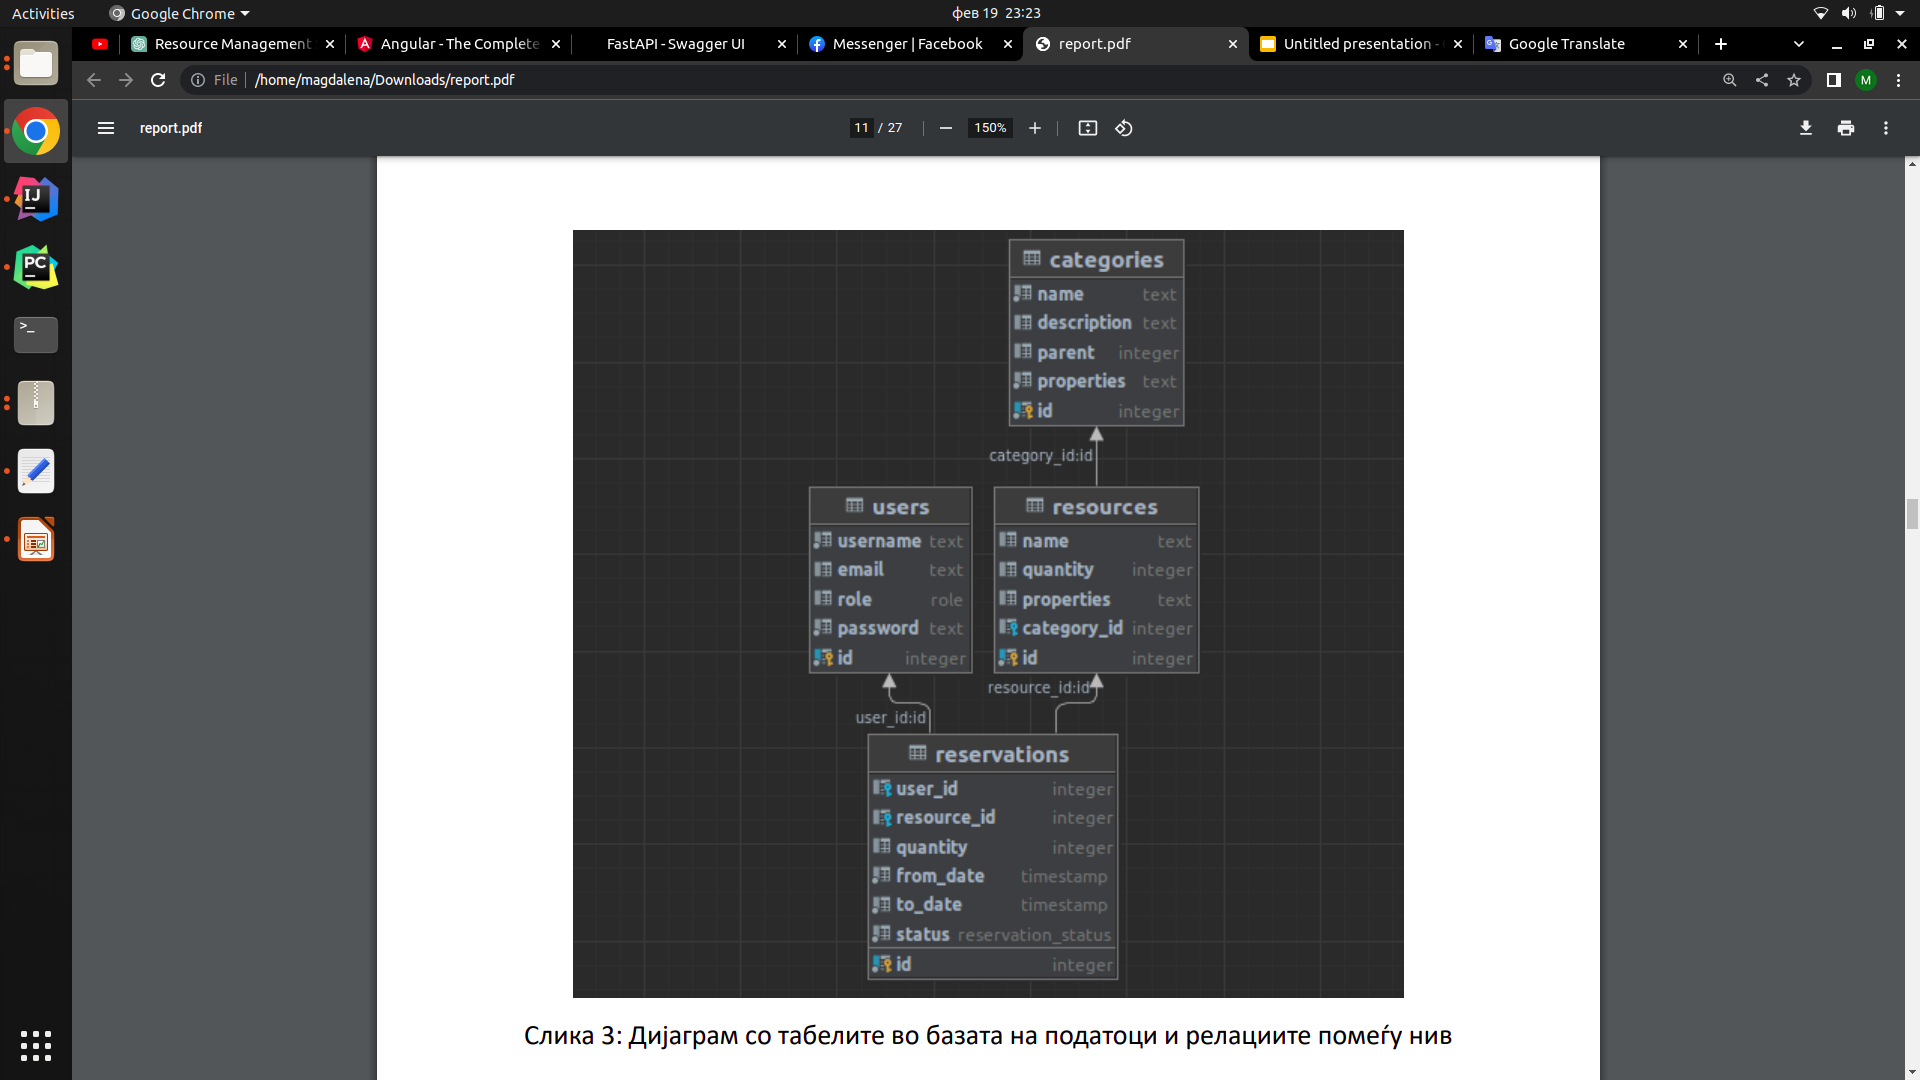 Activities
Google Chrome
фев 19 23:23
Resource Management
Angular - The Complete
FastAPI - Swagger UI
Messenger | Facebook
report.pdf
Untitled presentation -
Google Translate
File
/home/magdalena/Downloads/report.pdf
M
report.pdf
11 / 27
150%
categories
name text
description text
parent integer
properties text
id integer
category_id:id
users
username text
email text
role role
password text
id integer
resources
name text
quantity integer
properties text
category_id integer
id integer
user_id:id
resource_id:id
reservations
user_id integer
resource_id integer
quantity integer
from_date timestamp
to_date timestamp
status reservation_status
id integer
Слика 3: Дијаграм со табелите во базата на податоци и релациите помеѓу нив
IJ
PC
>_